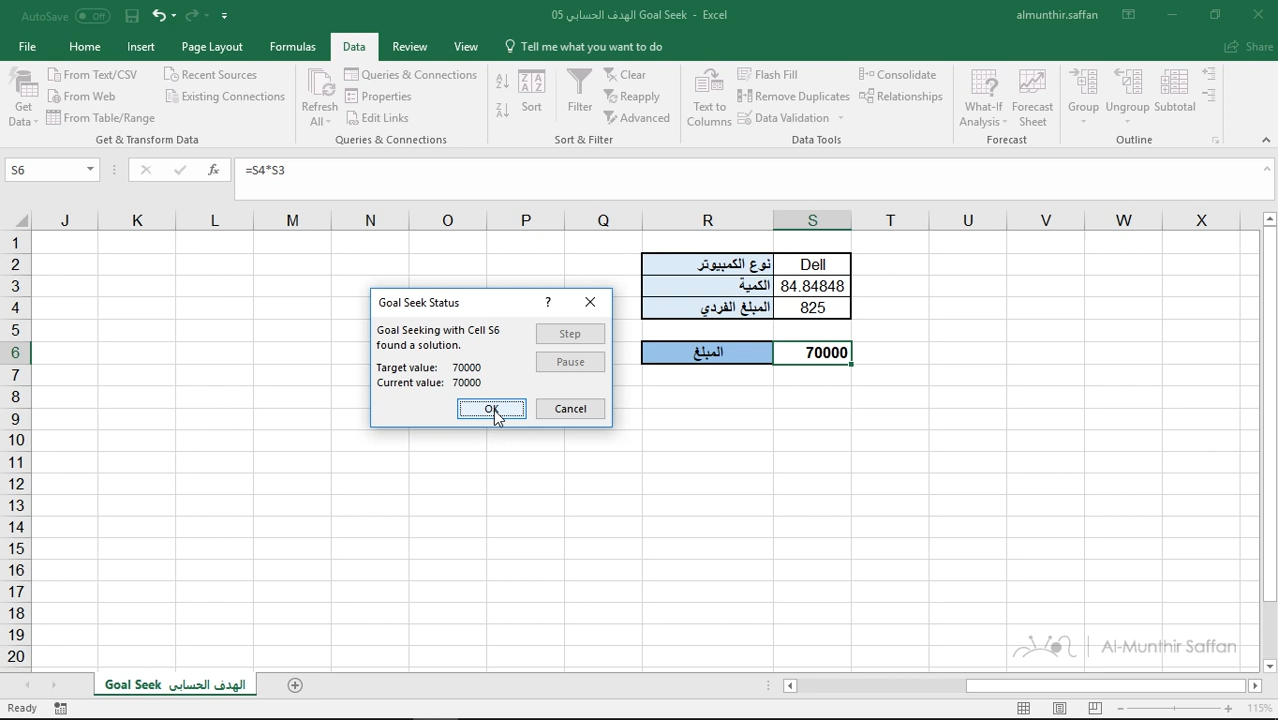 AutoSave Off
05 الهدف الحسابي Goal Seek - Excel
almunthir.saffan
File Home Insert Page Layout Formulas Data Review View Tell me what you want to do Share
Get Data
From Text/CSV
From Web
From Table/Range
Recent Sources
Existing Connections
Get & Transform Data
Refresh All
Queries & Connections
Properties
Edit Links
Queries & Connections
Sort
Filter
Clear
Reapply
Advanced
Sort & Filter
Text to Columns
Flash Fill
Remove Duplicates
Data Validation
Consolidate
Relationships
Data Tools
What-If Analysis
Forecast Sheet
Forecast
Group
Ungroup
Subtotal
Outline
S6 fx =S4*S3
J K L M N O P Q R S T U V W X
1
2 نوع الكمبيوتر Dell
3 الكمية 84.84848
4 المبلغ الفردي 825
5
6 المبلغ 70000
7
8
9
10
11
12
13
14
15
16
17
18
19
20
Goal Seek Status ?
Goal Seeking with Cell S6
found a solution.
Target value: 70000
Current value: 70000
Step
Pause
OK
Cancel
Al-Munthir Saffan
Goal Seek الهدف الحسابي
Ready
115%